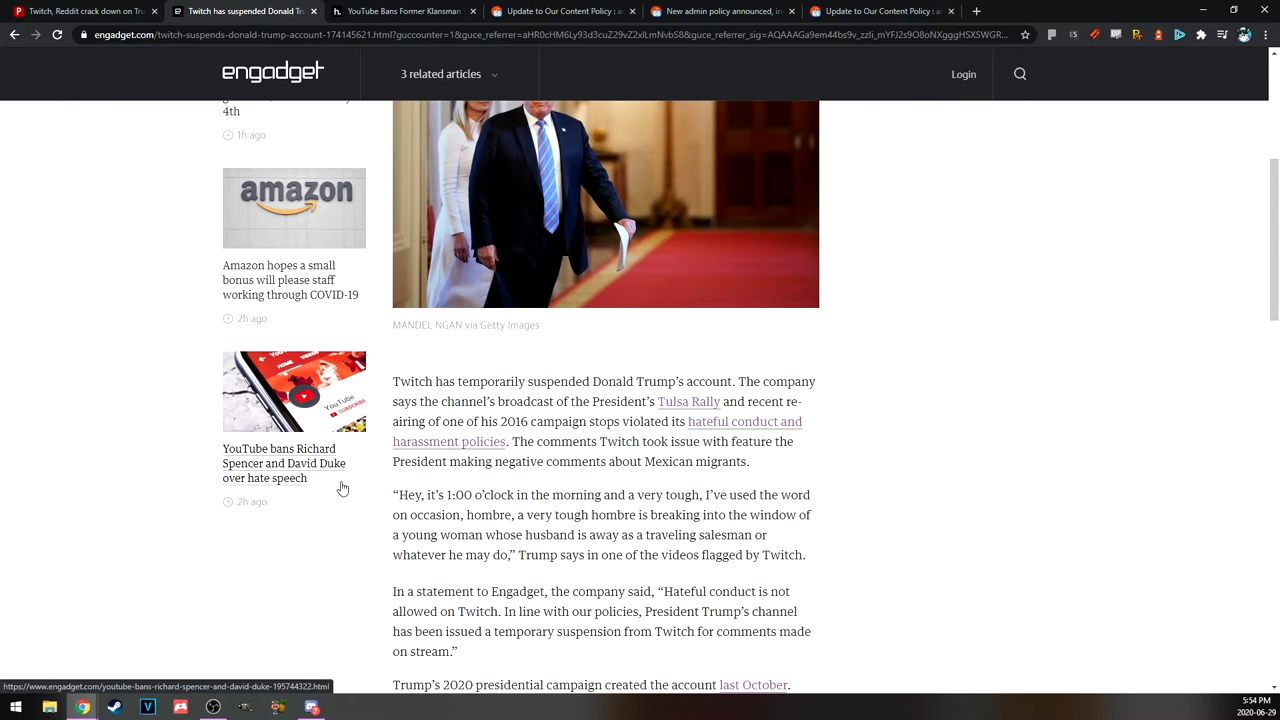 Twitch, Reddit crack down on Tru
Twitch has suspended Donald Tru
YouTube Bans Former Klansman
Update to Our Content Policy : a
New admin policy announced, in
Update to Our Content Policy : a
engadget.com/twitch-suspends-donald-trump-account-174145621.html?guccounter=1&guce_referrer=aHR0cHM6Ly93d3cuZ29vZ2xlLmNvbS8&guce_referrer_sig=AQAAAGa9em44bs9v_zzIi_mYFJ2s9O8oNXgggHSXSWGR...
engadget
3 related articles
Login
4th
1h ago
amazon
Amazon hopes a small
bonus will please staff
working through COVID-19
2h ago
HOME
VIDEOS
YouTube
SUBSCRIBE
YouTube bans Richard
Spencer and David Duke
over hate speech
2h ago
MANDEL NGAN via Getty Images
Twitch has temporarily suspended Donald Trump’s account. The company
says the channel’s broadcast of the President’s Tulsa Rally and recent re-
airing of one of his 2016 campaign stops violated its hateful conduct and
harassment policies. The comments Twitch took issue with feature the
President making negative comments about Mexican migrants.
“Hey, it’s 1:00 o’clock in the morning and a very tough, I’ve used the word
on occasion, hombre, a very tough hombre is breaking into the window of
a young woman whose husband is away as a traveling salesman or
whatever he may do,” Trump says in one of the videos flagged by Twitch.
In a statement to Engadget, the company said, “Hateful conduct is not
allowed on Twitch. In line with our policies, President Trump’s channel
has been issued a temporary suspension from Twitch for comments made
on stream.”
Trump’s 2020 presidential campaign created the account last October.
https://www.engadget.com/youtube-bans-richard-spencer-and-david-duke-195744322.html
5:54 PM
2020-06-29